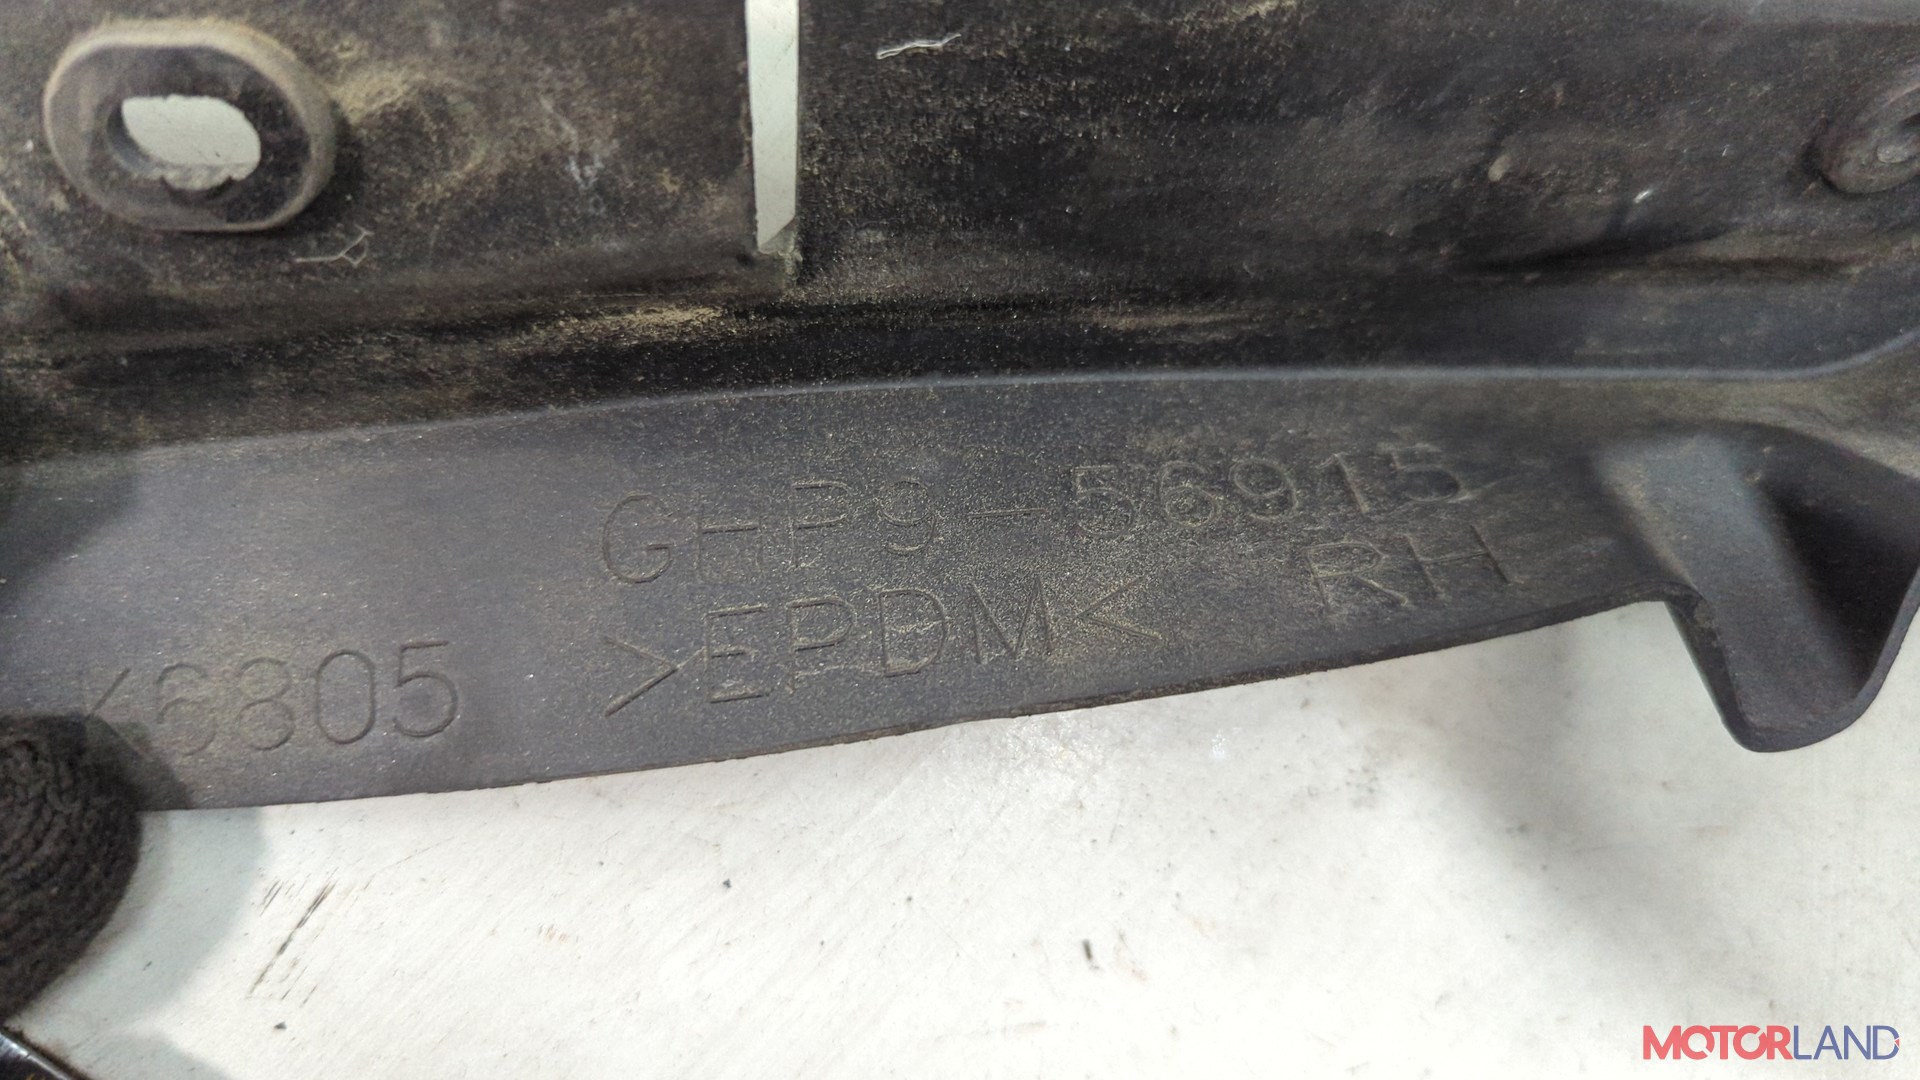 GHP9-56915
>EPDM< RH
K6805
MOTORLAND